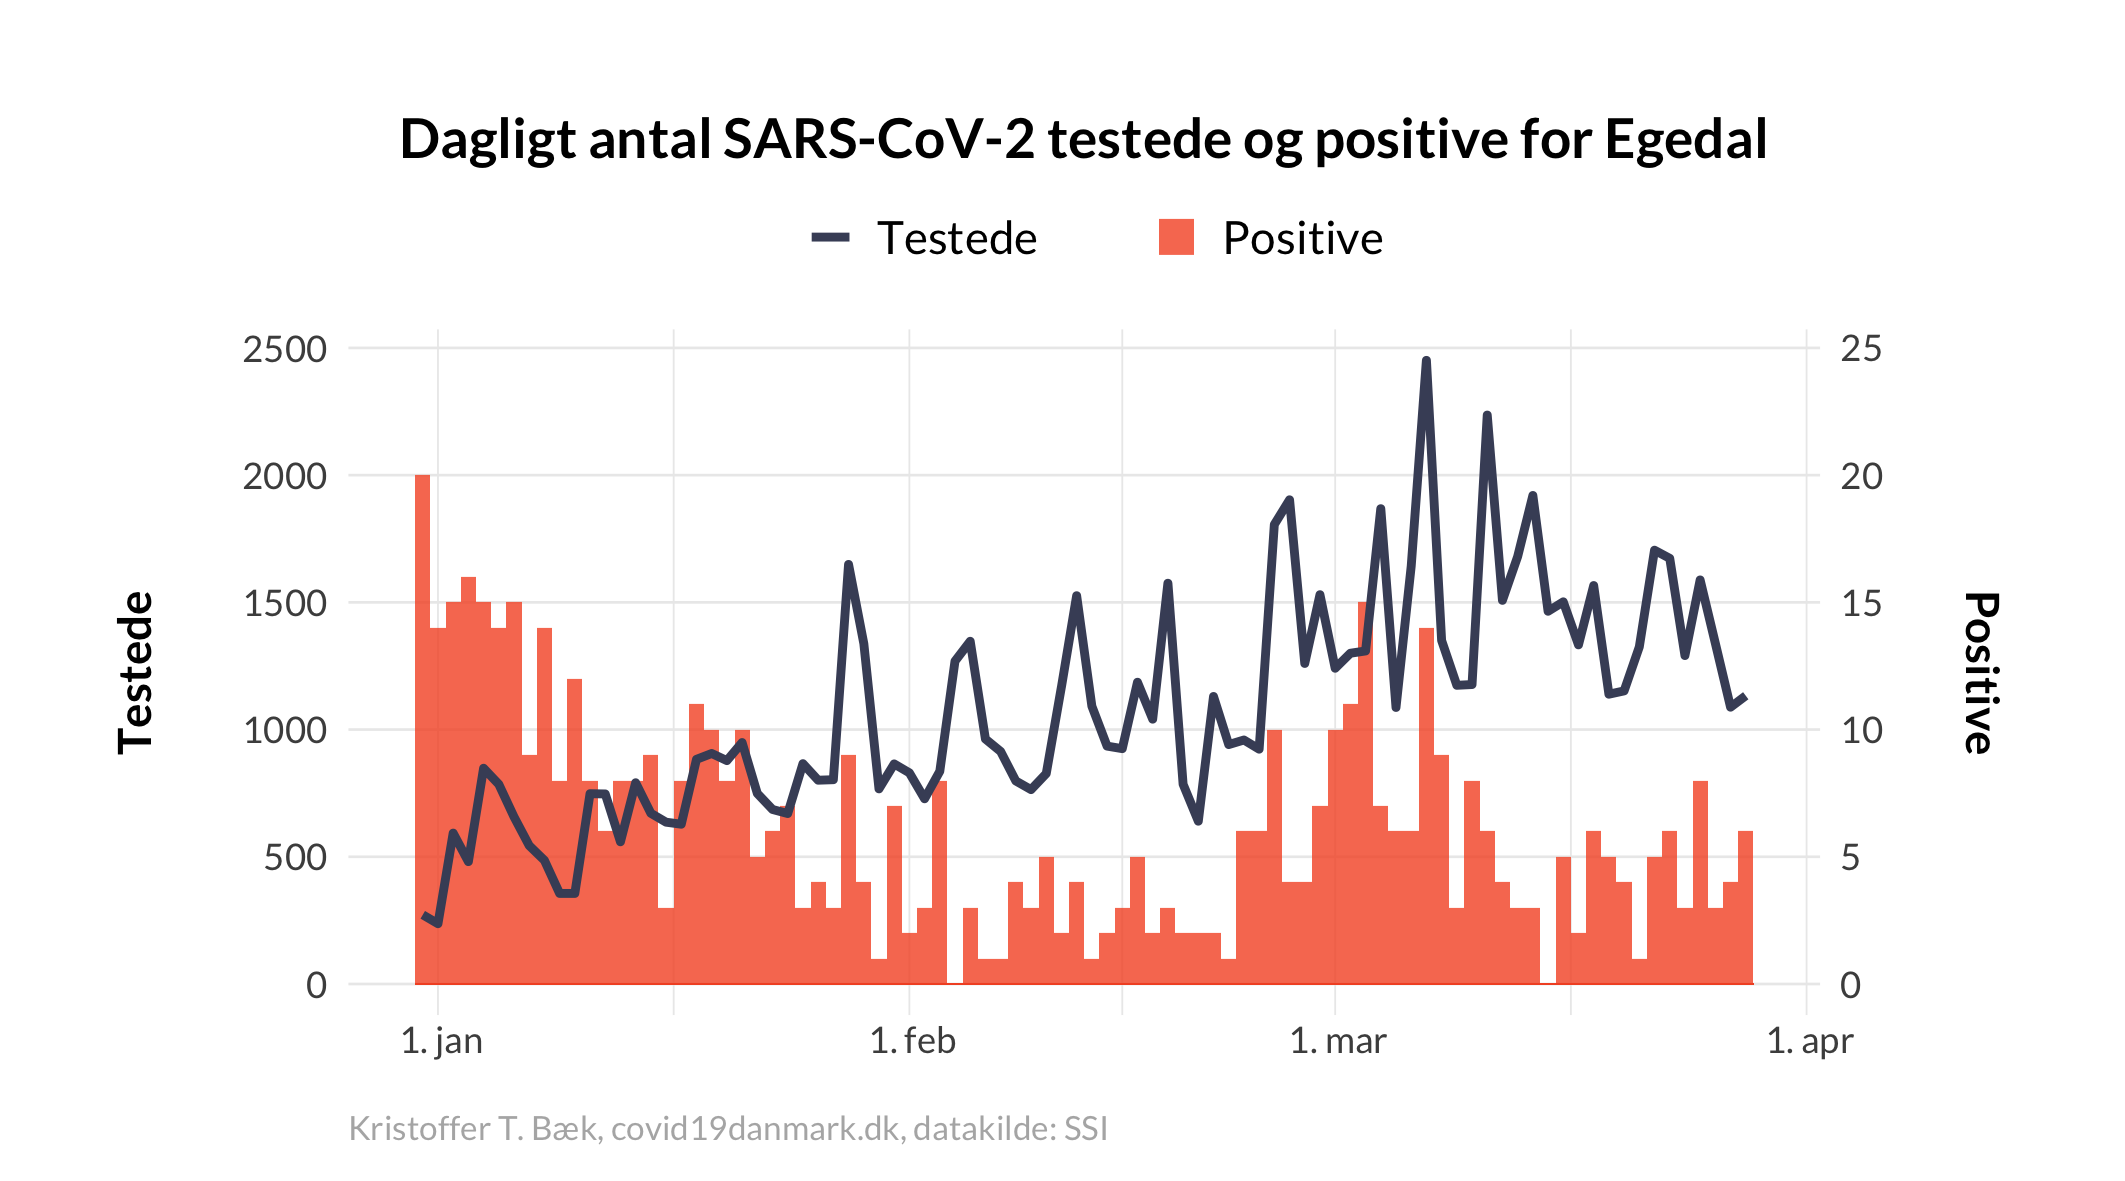 Dagligt antal SARS-CoV-2 testede og positive for Egedal
Testede Positive
2500 25
2000 20
1500 15
1000 10
500 5
0 0
Testede
Positive
1. jan 1. feb 1. mar 1. apr
Kristoffer T. Bæk, covid19danmark.dk, datakilde: SSI